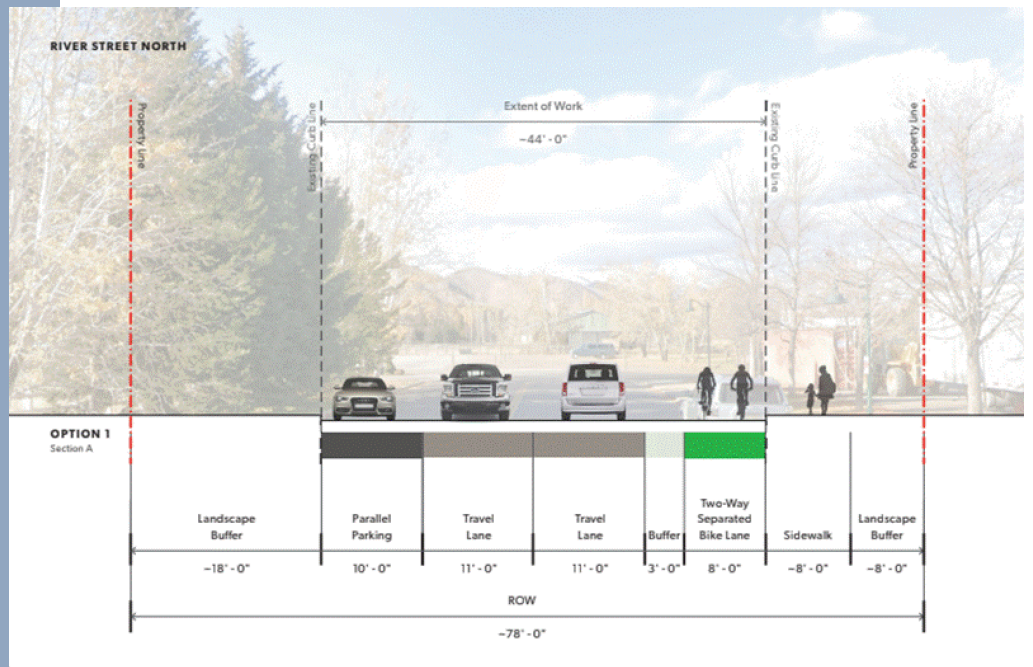 RIVER STREET NORTH
Property Line
Existing Curb Line
Extent of Work
~44' - 0"
Existing Curb Line
Property Line
OPTION 1
Section A
Landscape
Buffer
Parallel
Parking
Travel
Lane
Travel
Lane
Buffer
Two-Way
Separated
Bike Lane
Sidewalk
Landscape
Buffer
~18' - 0"
10' - 0"
11' - 0"
11' - 0"
3' - 0"
8' - 0"
~8' - 0"
~8' - 0"
ROW
~78' - 0"